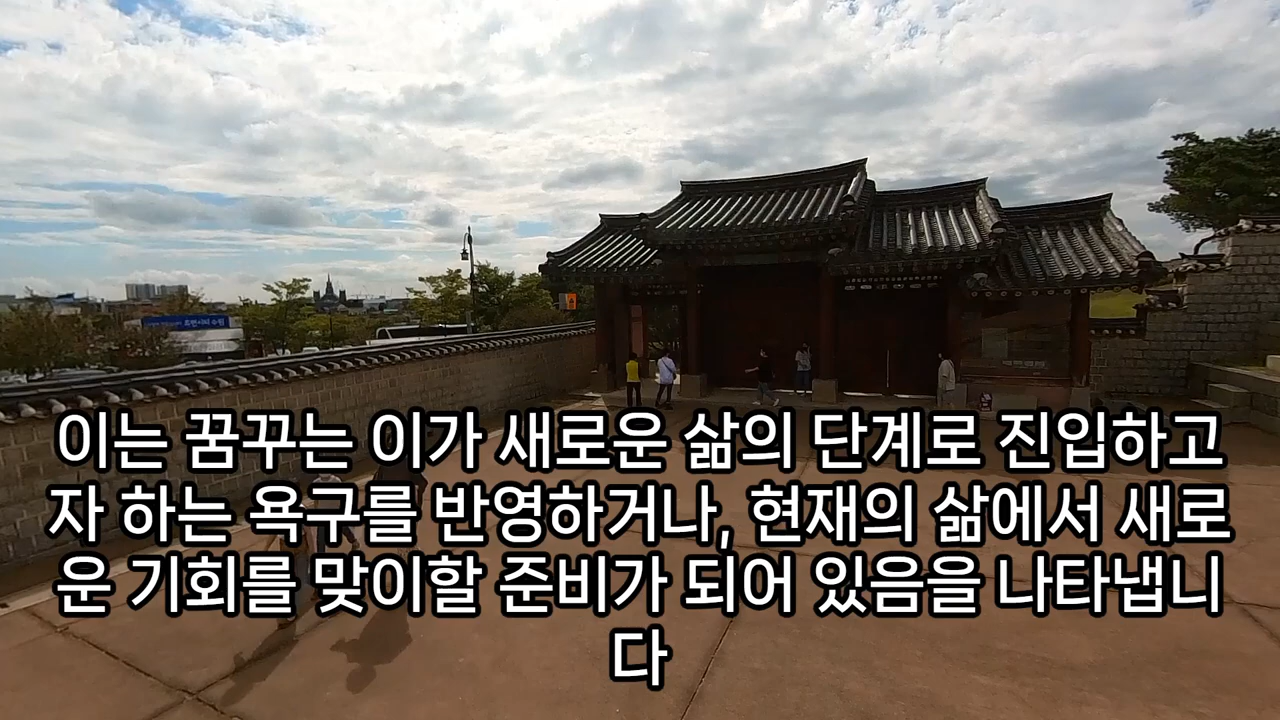 이는 꿈꾸는 이가 새로운 삶의 단계로 진입하고
자 하는 욕구를 반영하거나, 현재의 삶에서 새로
운 기회를 맞이할 준비가 되어 있음을 나타냅니
다